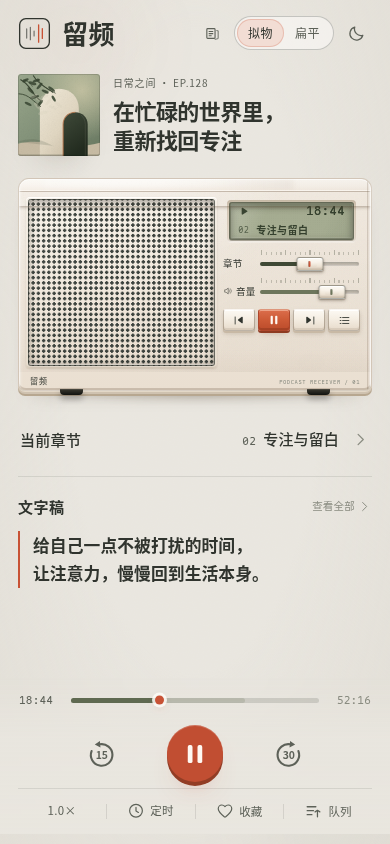 留频
拟物 扁平
日常之间 · EP.128
在忙碌的世界里，
重新找回专注
18:44
02 专注与留白
章节
音量
留频
PODCAST RECEIVER / 01
当前章节
02 专注与留白
文字稿
查看全部
给自己一点不被打扰的时间，
让注意力，慢慢回到生活本身。
18:44
52:16
15
30
1.0×
定时
收藏
队列